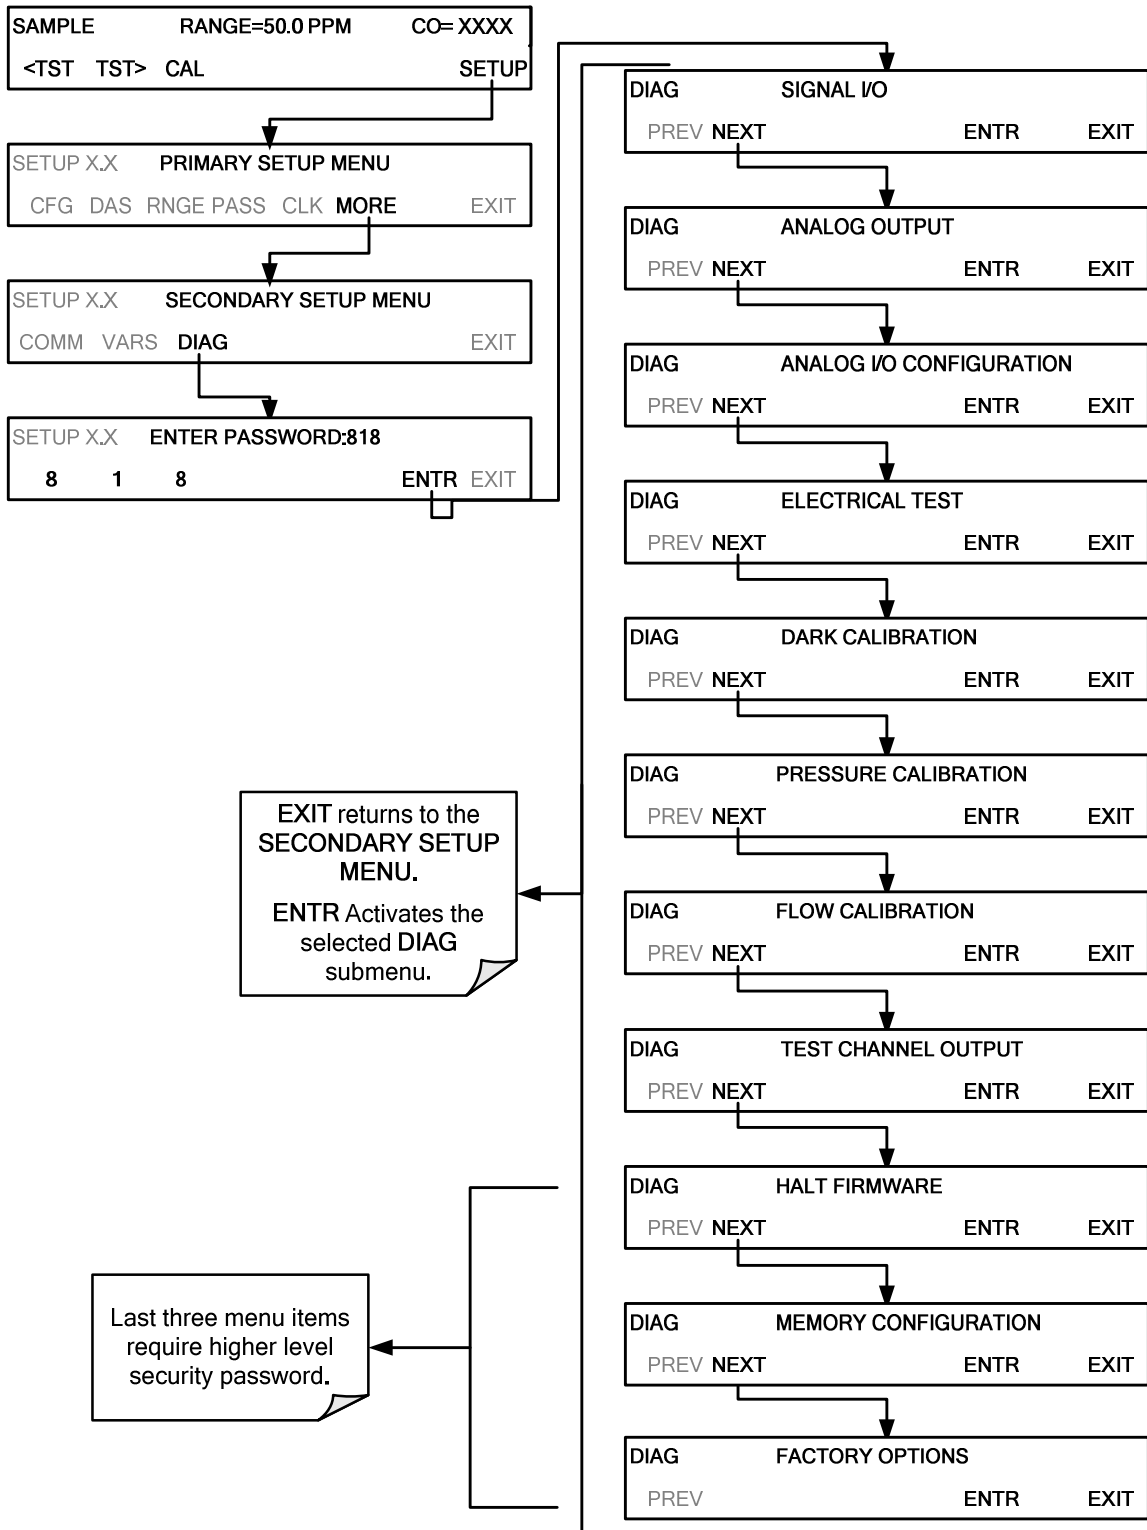 SAMPLE RANGE=50.0 PPM CO= XXXX
<TST TST> CAL SETUP
SETUP X.X PRIMARY SETUP MENU
CFG DAS RNGE PASS CLK MORE EXIT
SETUP X.X SECONDARY SETUP MENU
COMM VARS DIAG EXIT
SETUP X.X ENTER PASSWORD:818
8 1 8 ENTR EXIT
DIAG SIGNAL I/O
PREV NEXT ENTR EXIT
DIAG ANALOG OUTPUT
PREV NEXT ENTR EXIT
DIAG ANALOG I/O CONFIGURATION
PREV NEXT ENTR EXIT
DIAG ELECTRICAL TEST
PREV NEXT ENTR EXIT
DIAG DARK CALIBRATION
PREV NEXT ENTR EXIT
DIAG PRESSURE CALIBRATION
PREV NEXT ENTR EXIT
DIAG FLOW CALIBRATION
PREV NEXT ENTR EXIT
DIAG TEST CHANNEL OUTPUT
PREV NEXT ENTR EXIT
DIAG HALT FIRMWARE
PREV NEXT ENTR EXIT
DIAG MEMORY CONFIGURATION
PREV NEXT ENTR EXIT
DIAG FACTORY OPTIONS
PREV ENTR EXIT
EXIT returns to the
SECONDARY SETUP
MENU.
ENTR Activates the
selected DIAG
submenu.
Last three menu items
require higher level
security password.